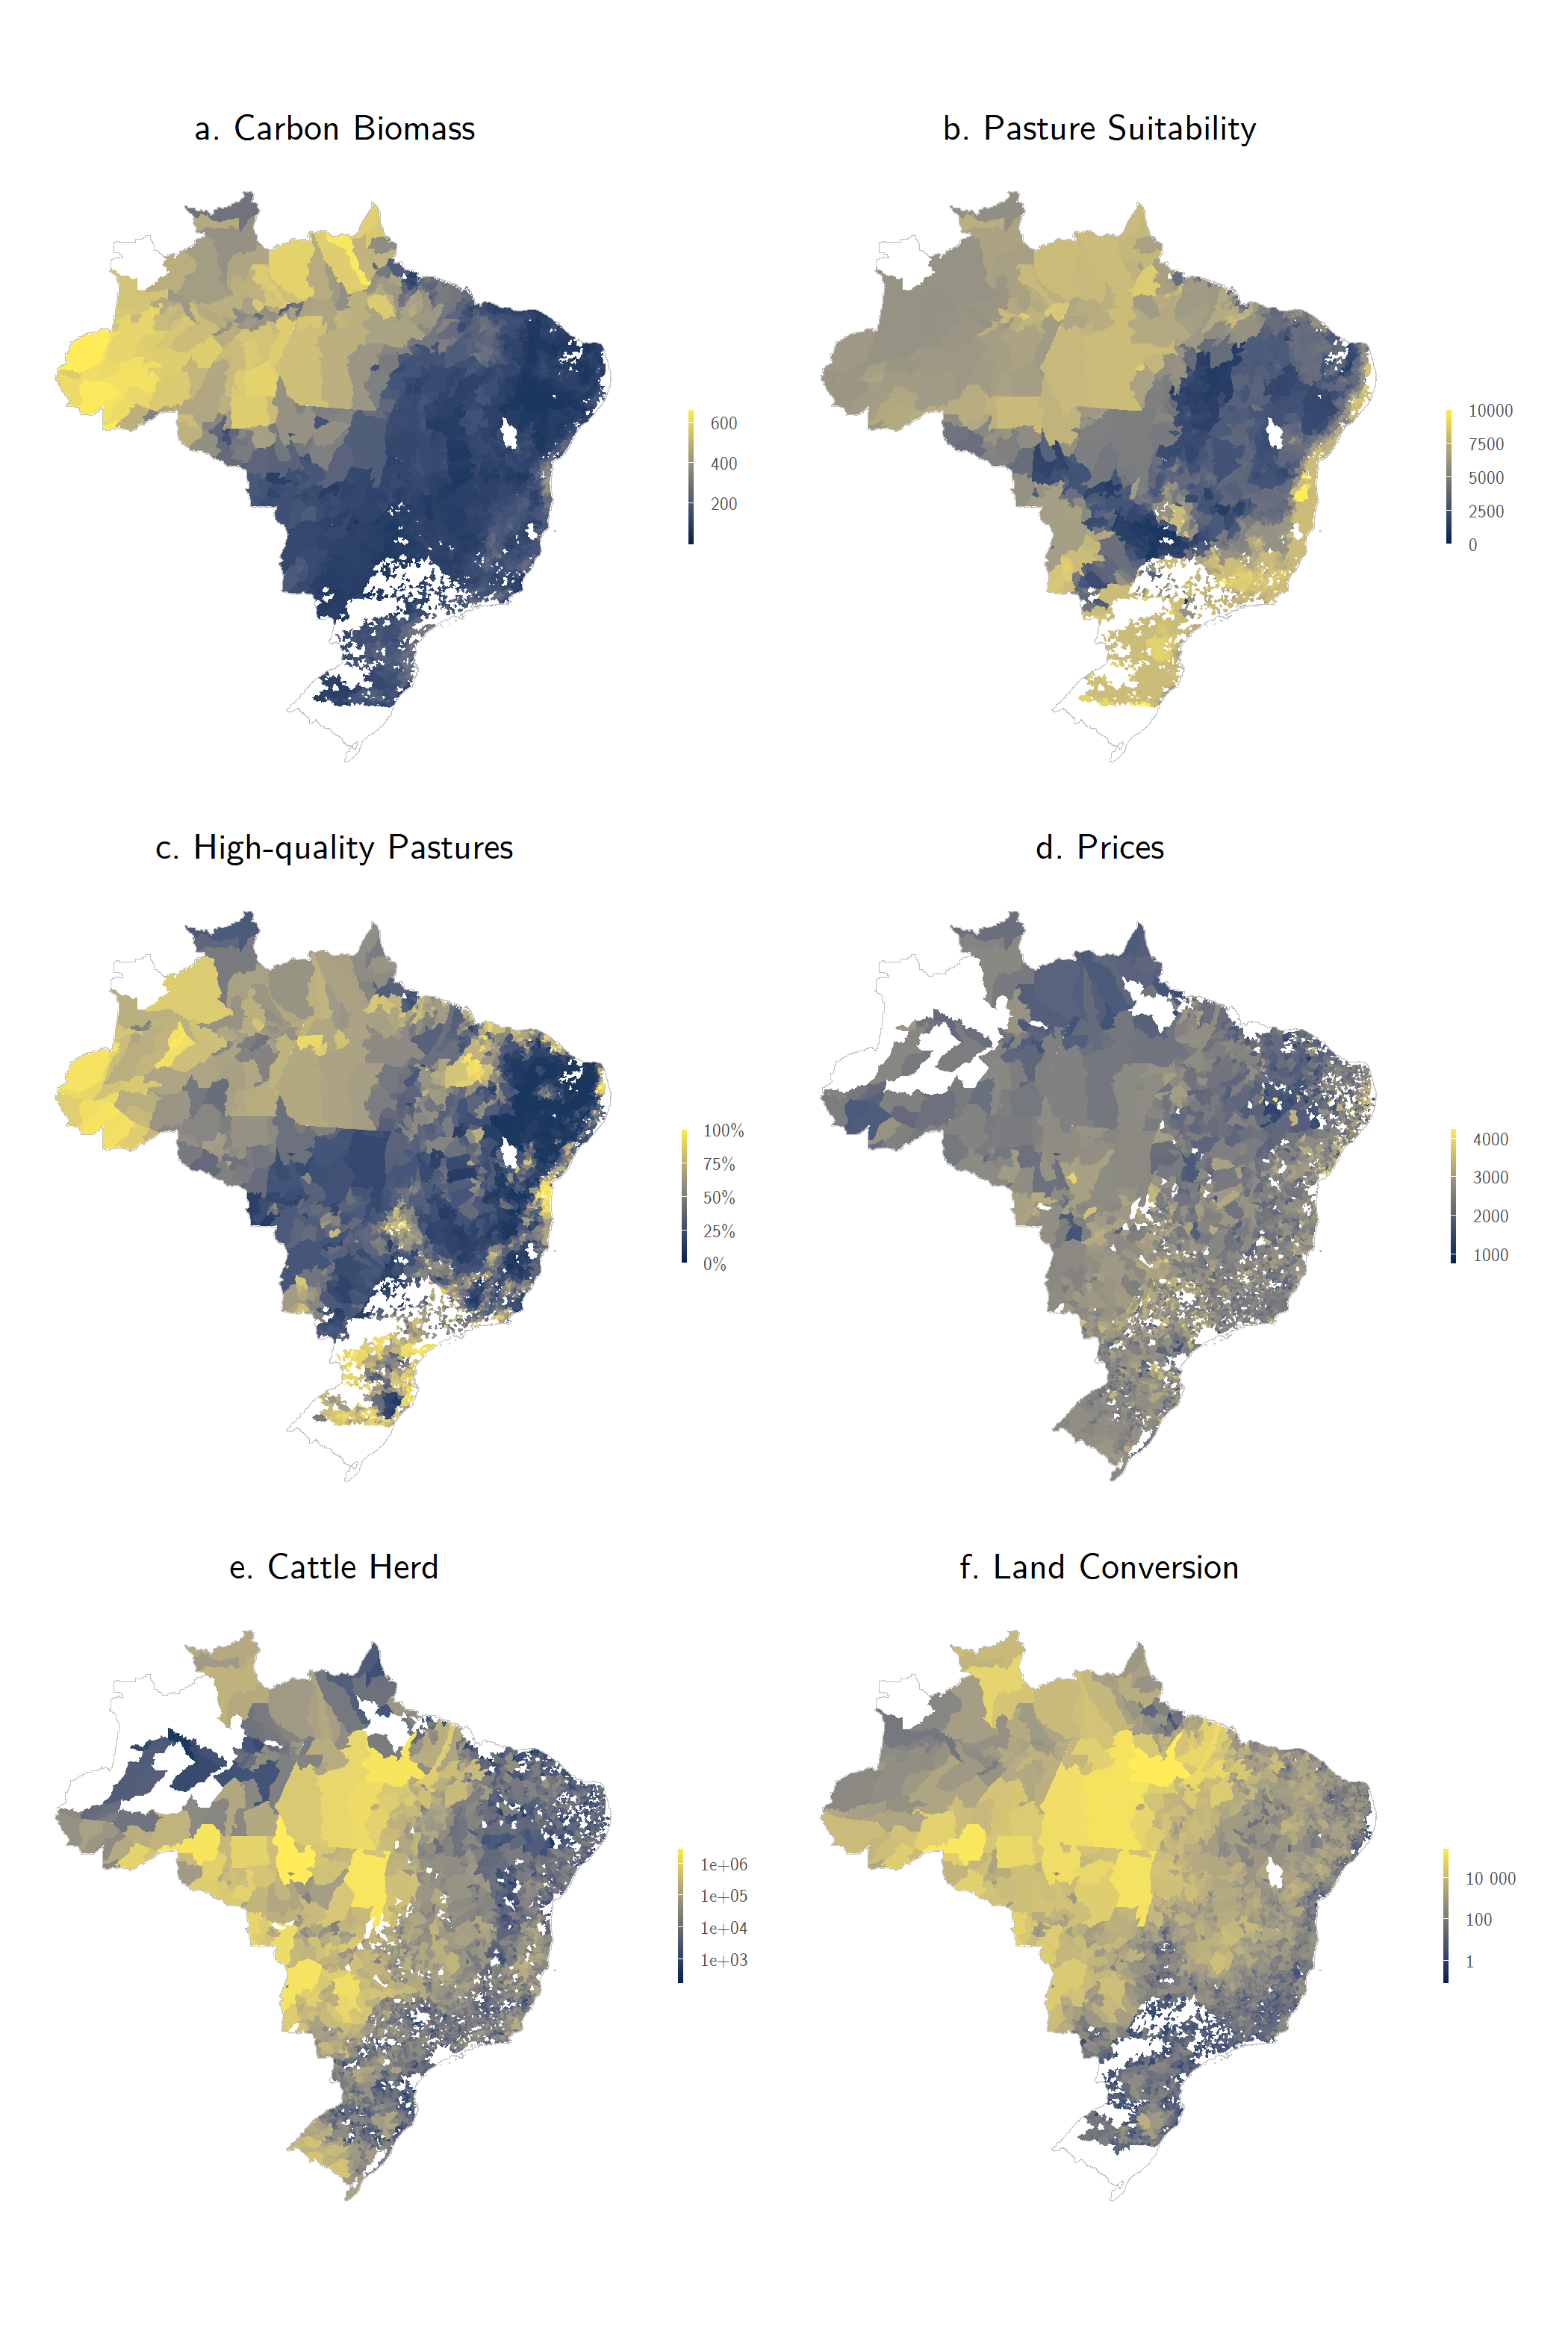 a. Carbon Biomass
b. Pasture Suitability
600
400
200
10000
7500
5000
2500
0
c. High-quality Pastures
d. Prices
100%
75%
50%
25%
0%
4000
3000
2000
1000
e. Cattle Herd
f. Land Conversion
1e+06
1e+05
1e+04
1e+03
10 000
100
1